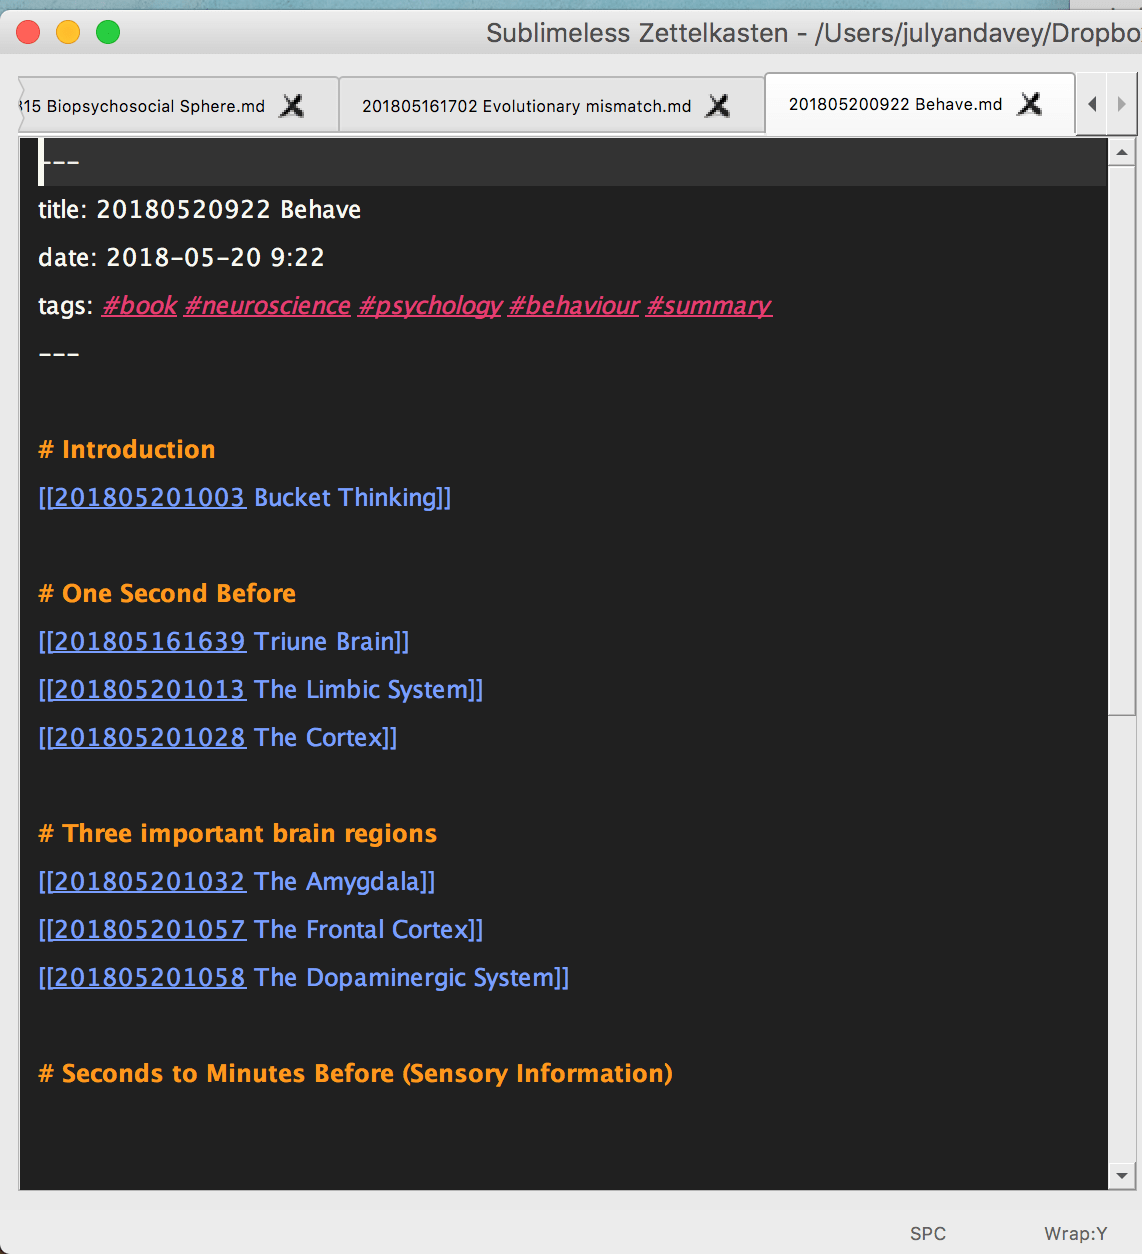 Sublimeless Zettelkasten - /Users/julyandavey/Dropbo
315 Biopsychosocial Sphere.md
201805161702 Evolutionary mismatch.md
201805200922 Behave.md
---
title: 20180520922 Behave
date: 2018-05-20 9:22
tags: #book #neuroscience #psychology #behaviour #summary
---
# Introduction
[[201805201003 Bucket Thinking]]
# One Second Before
[[201805161639 Triune Brain]]
[[201805201013 The Limbic System]]
[[201805201028 The Cortex]]
# Three important brain regions
[[201805201032 The Amygdala]]
[[201805201057 The Frontal Cortex]]
[[201805201058 The Dopaminergic System]]
# Seconds to Minutes Before (Sensory Information)
SPC Wrap:Y